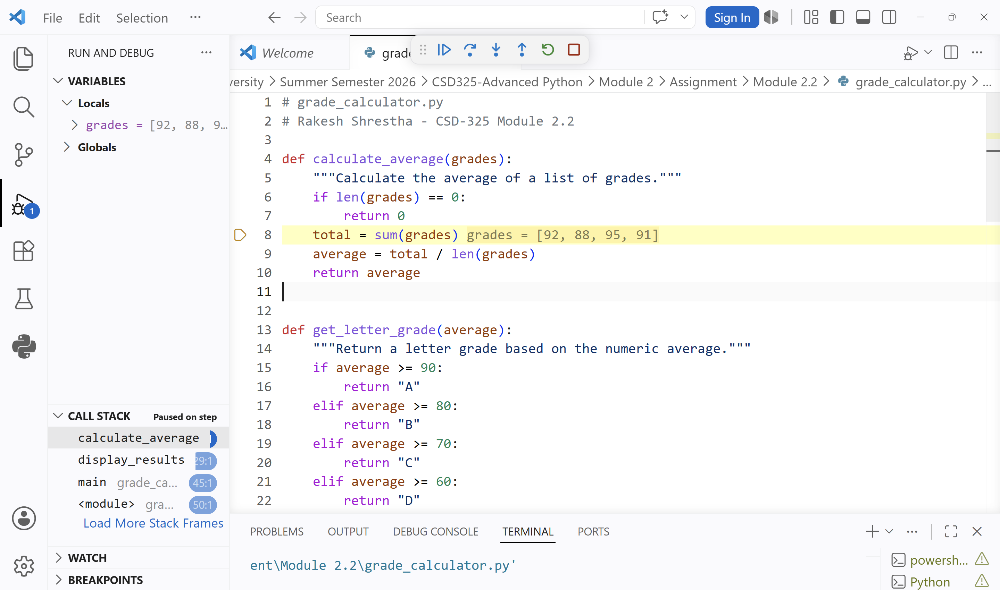 File Edit Selection ···
Search
Sign In
RUN AND DEBUG ···
VARIABLES
Locals
grades = [92, 88, 9...
Globals
1
CALL STACK Paused on step
calculate_average
display_results 29:1
main grade_ca... 45:1
<module> gra... 50:1
Load More Stack Frames
WATCH
BREAKPOINTS
Welcome
grade
versity > Summer Semester 2026 > CSD325-Advanced Python > Module 2 > Assignment > Module 2.2 > grade_calculator.py > ...
1 # grade_calculator.py
2 # Rakesh Shrestha - CSD-325 Module 2.2
3
4 def calculate_average(grades):
5     """Calculate the average of a list of grades."""
6     if len(grades) == 0:
7         return 0
8     total = sum(grades) grades = [92, 88, 95, 91]
9     average = total / len(grades)
10     return average
11
12
13 def get_letter_grade(average):
14     """Return a letter grade based on the numeric average."""
15     if average >= 90:
16         return "A"
17     elif average >= 80:
18         return "B"
19     elif average >= 70:
20         return "C"
21     elif average >= 60:
22         return "D"
PROBLEMS OUTPUT DEBUG CONSOLE TERMINAL PORTS
ent\Module 2.2\grade_calculator.py'
powersh...
Python